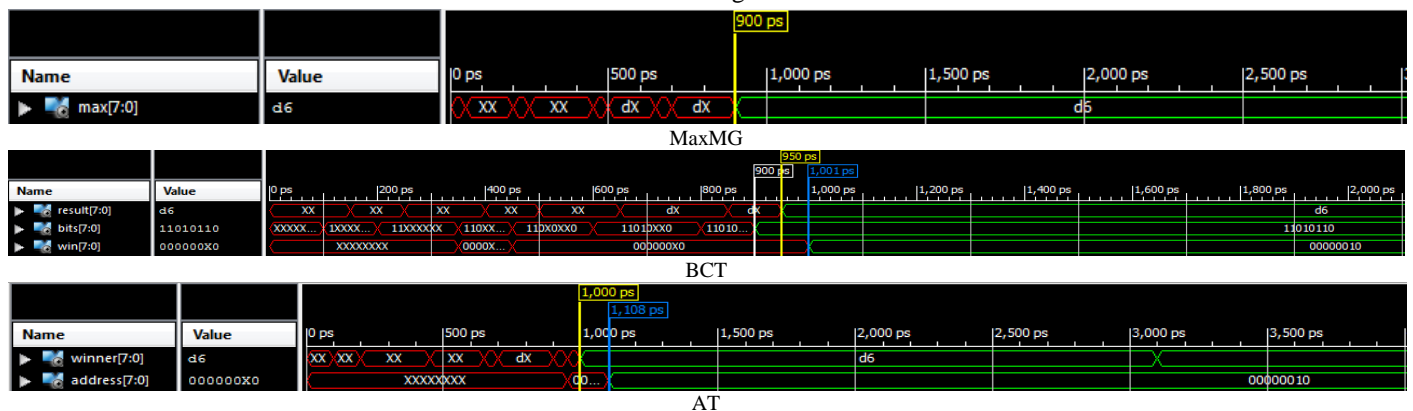 900 ps
Name Value 0 ps 500 ps 1,000 ps 1,500 ps 2,000 ps 2,500 ps
max[7:0] d6 XX XX dX dX d6
MaxMG
950 ps
900 ps 1,001 ps
Name Value 0 ps 200 ps 400 ps 600 ps 800 ps 1,000 ps 1,200 ps 1,400 ps 1,600 ps 1,800 ps 2,000 ps
result[7:0] d6 XX XX XX XX XX dX dX d6
bits[7:0] 11010110 XXXXX... 1XXXX... 11XXXXXX 110XX... 110X0XX0 11010XX0 11010... 11010110
win[7:0] 000000X0 XXXXXXXX 0000X... 000000X0 00000010
BCT
1,000 ps
1,108 ps
Name Value 0 ps 500 ps 1,000 ps 1,500 ps 2,000 ps 2,500 ps 3,000 ps 3,500 ps
winner[7:0] d6 XX XX XX XX dX d6
address[7:0] 000000X0 XXXXXXXX 00... 00000010
AT